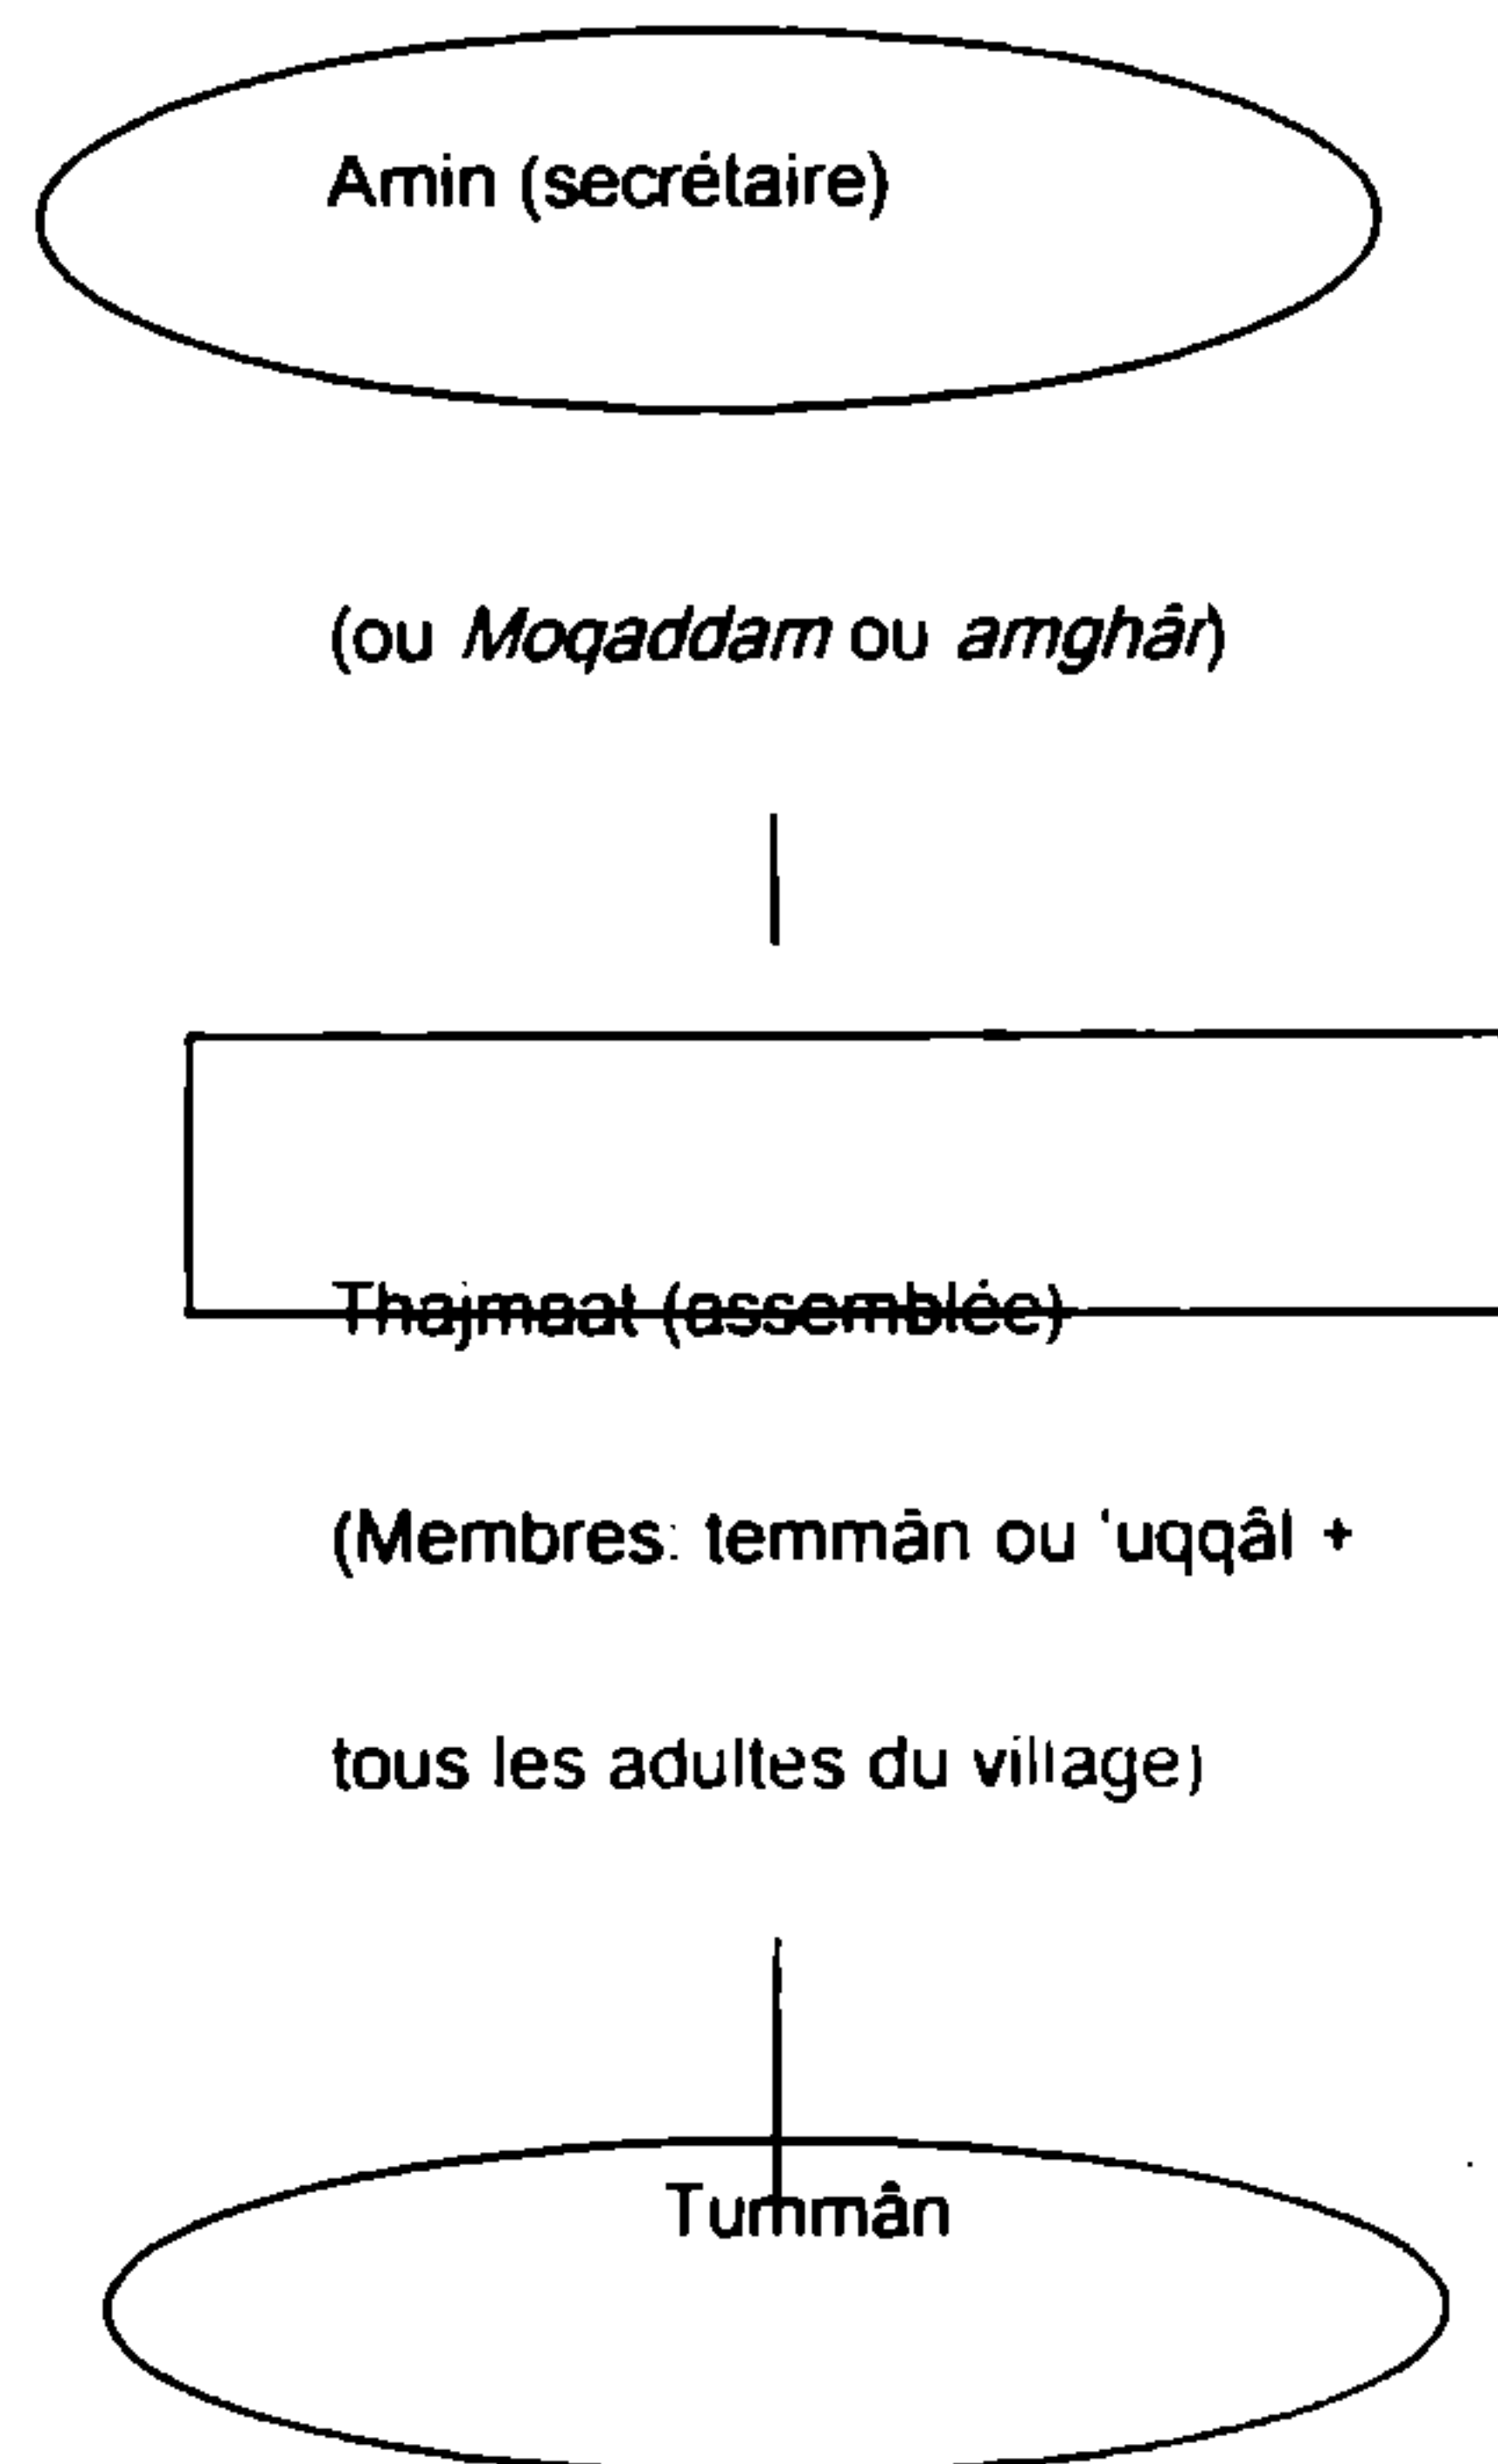 Amin (secrétaire)
(ou Moqaddam ou amghâr)
Thajmaat (assemblée)
(Membres: temmân ou 'uqqâl +
tous les adultes du village)
Tummân